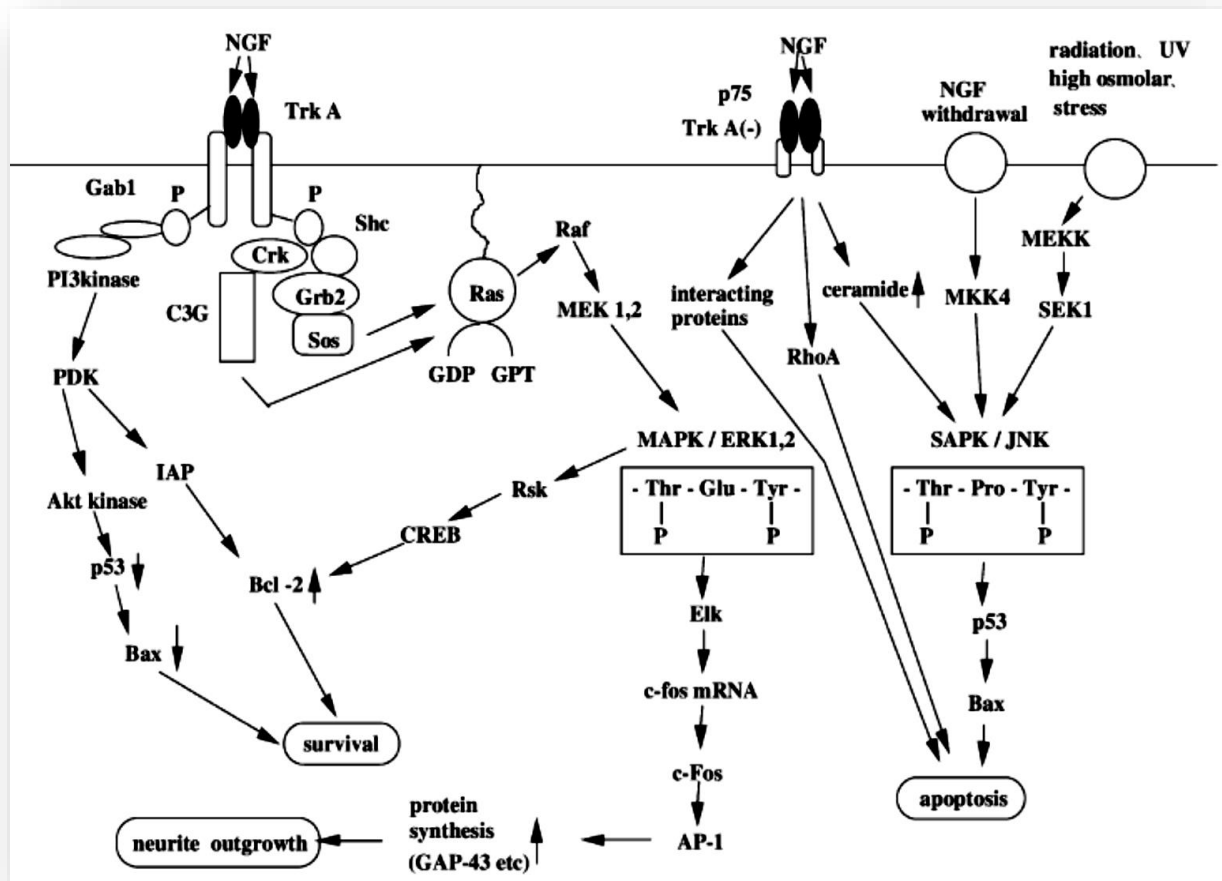 NGF
Trk A
Gab1
P
P
Shc
Crk
PI3kinase
C3G
Grb2
Sos
Ras
GDP GPT
Raf
MEK 1,2
PDK
IAP
Akt kinase
p53
Bax
Bcl -2
CREB
Rsk
MAPK / ERK1,2
- Thr - Glu - Tyr -
P P
Elk
c-fos mRNA
c-Fos
AP-1
protein
synthesis
(GAP-43 etc)
neurite outgrowth
survival
NGF
p75
Trk A(-)
interacting
proteins
RhoA
ceramide
NGF
withdrawal
MKK4
radiation、 UV
high osmolar、
stress
MEKK
SEK1
SAPK / JNK
- Thr - Pro - Tyr -
P P
p53
Bax
apoptosis